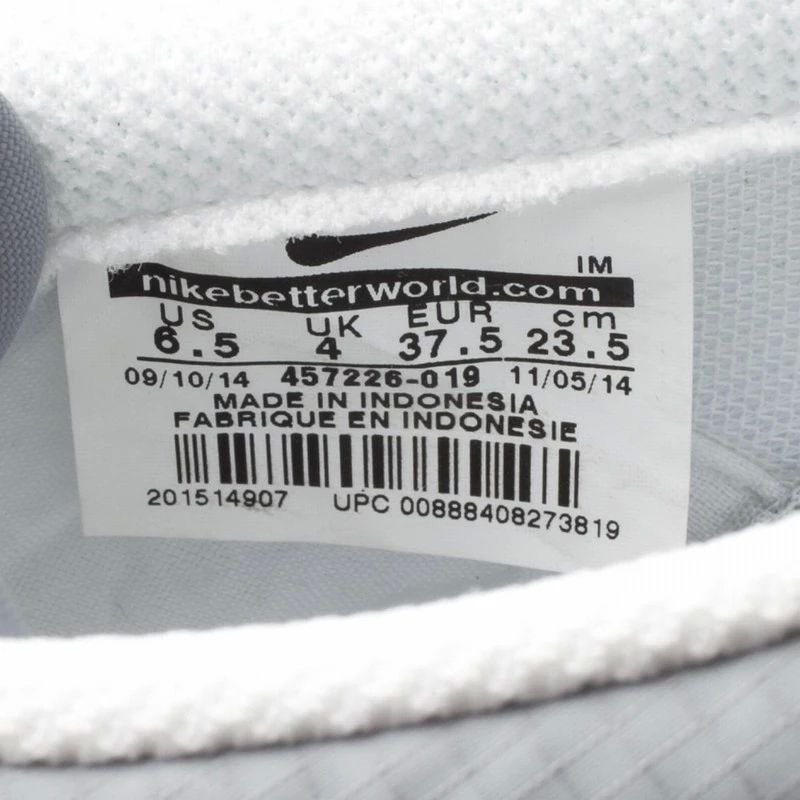 IM
nikebetterworld.com
US UK EUR cm
6.5 4 37.5 23.5
09/10/14 457226-019 11/05/14
MADE IN INDONESIA
FABRIQUE EN INDONESIE
201514907 UPC 00888408273819